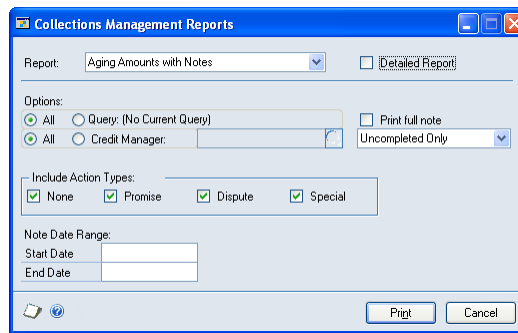 Collections Management Reports
Report: Aging Amounts with Notes Detailed Report
Options:
All Query: (No Current Query) Print full note
All Credit Manager: Uncompleted Only
Include Action Types:
None Promise Dispute Special
Note Date Range:
Start Date
End Date
Print Cancel